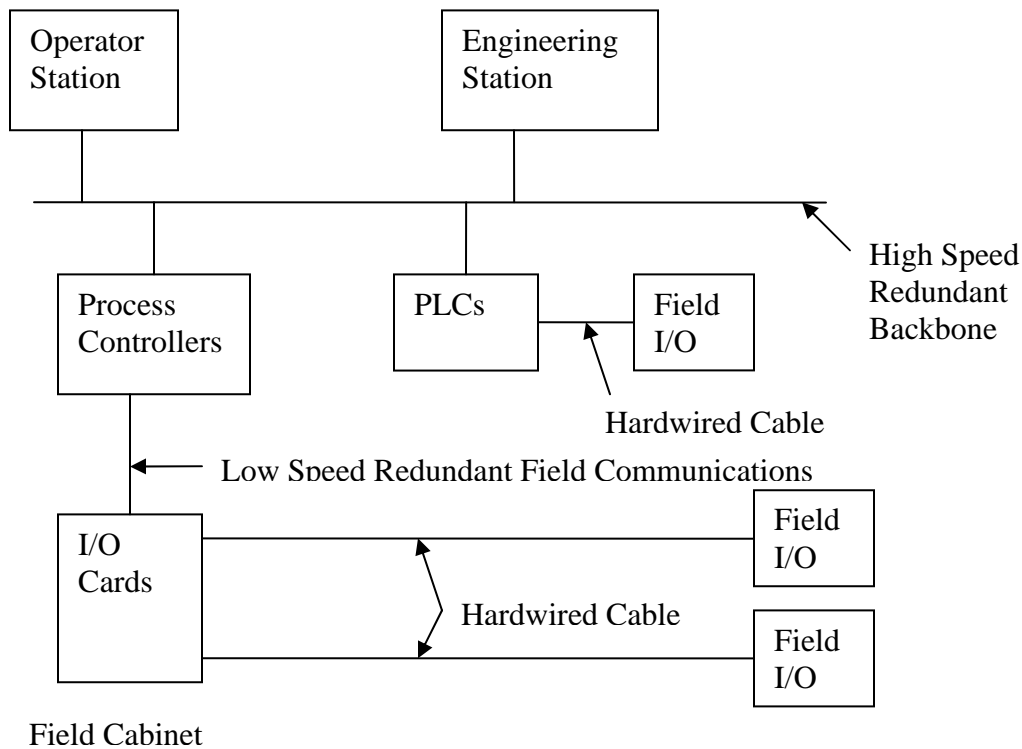 Operator
Station
Engineering
Station
High Speed
Redundant
Backbone
Process
Controllers
PLCs
Field
I/O
Hardwired Cable
Low Speed Redundant Field Communications
I/O
Cards
Field
I/O
Hardwired Cable
Field
I/O
Field Cabinet